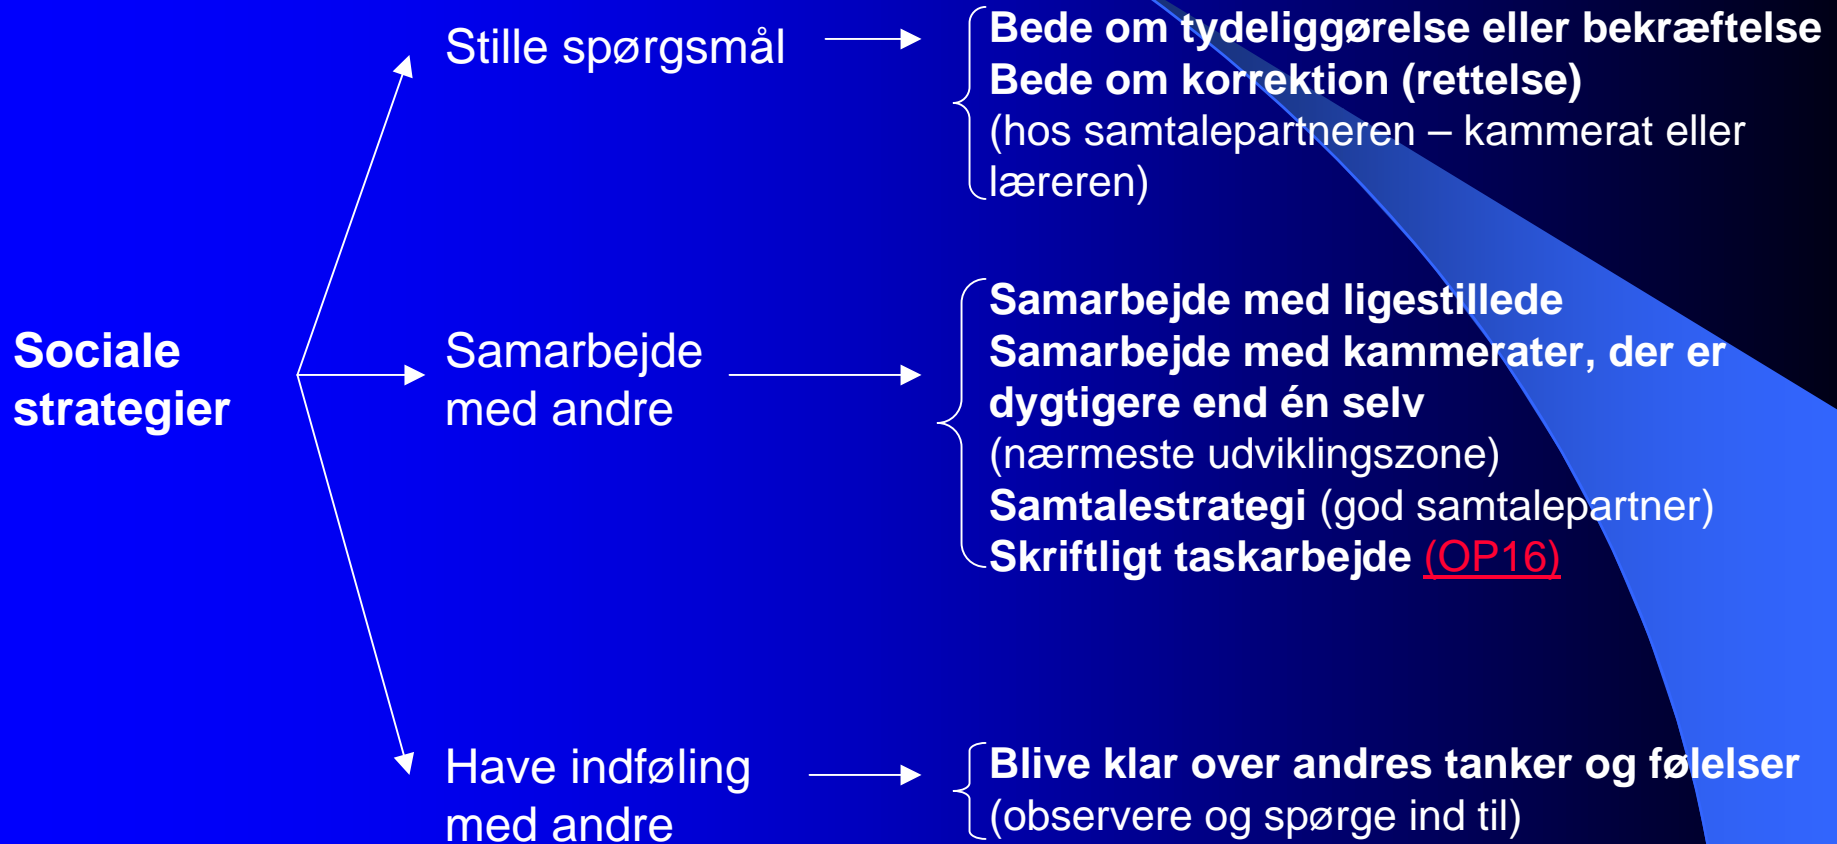 Sociale
strategier
Stille spørgsmål
Bede om tydeliggørelse eller bekræftelse
Bede om korrektion (rettelse)
(hos samtalepartneren – kammerat eller
læreren)
Samarbejde
med andre
Samarbejde med ligestillede
Samarbejde med kammerater, der er
dygtigere end én selv
(nærmeste udviklingszone)
Samtalestrategi (god samtalepartner)
Skriftligt taskarbejde (OP16)
Have indføling
med andre
Blive klar over andres tanker og følelser
(observere og spørge ind til)